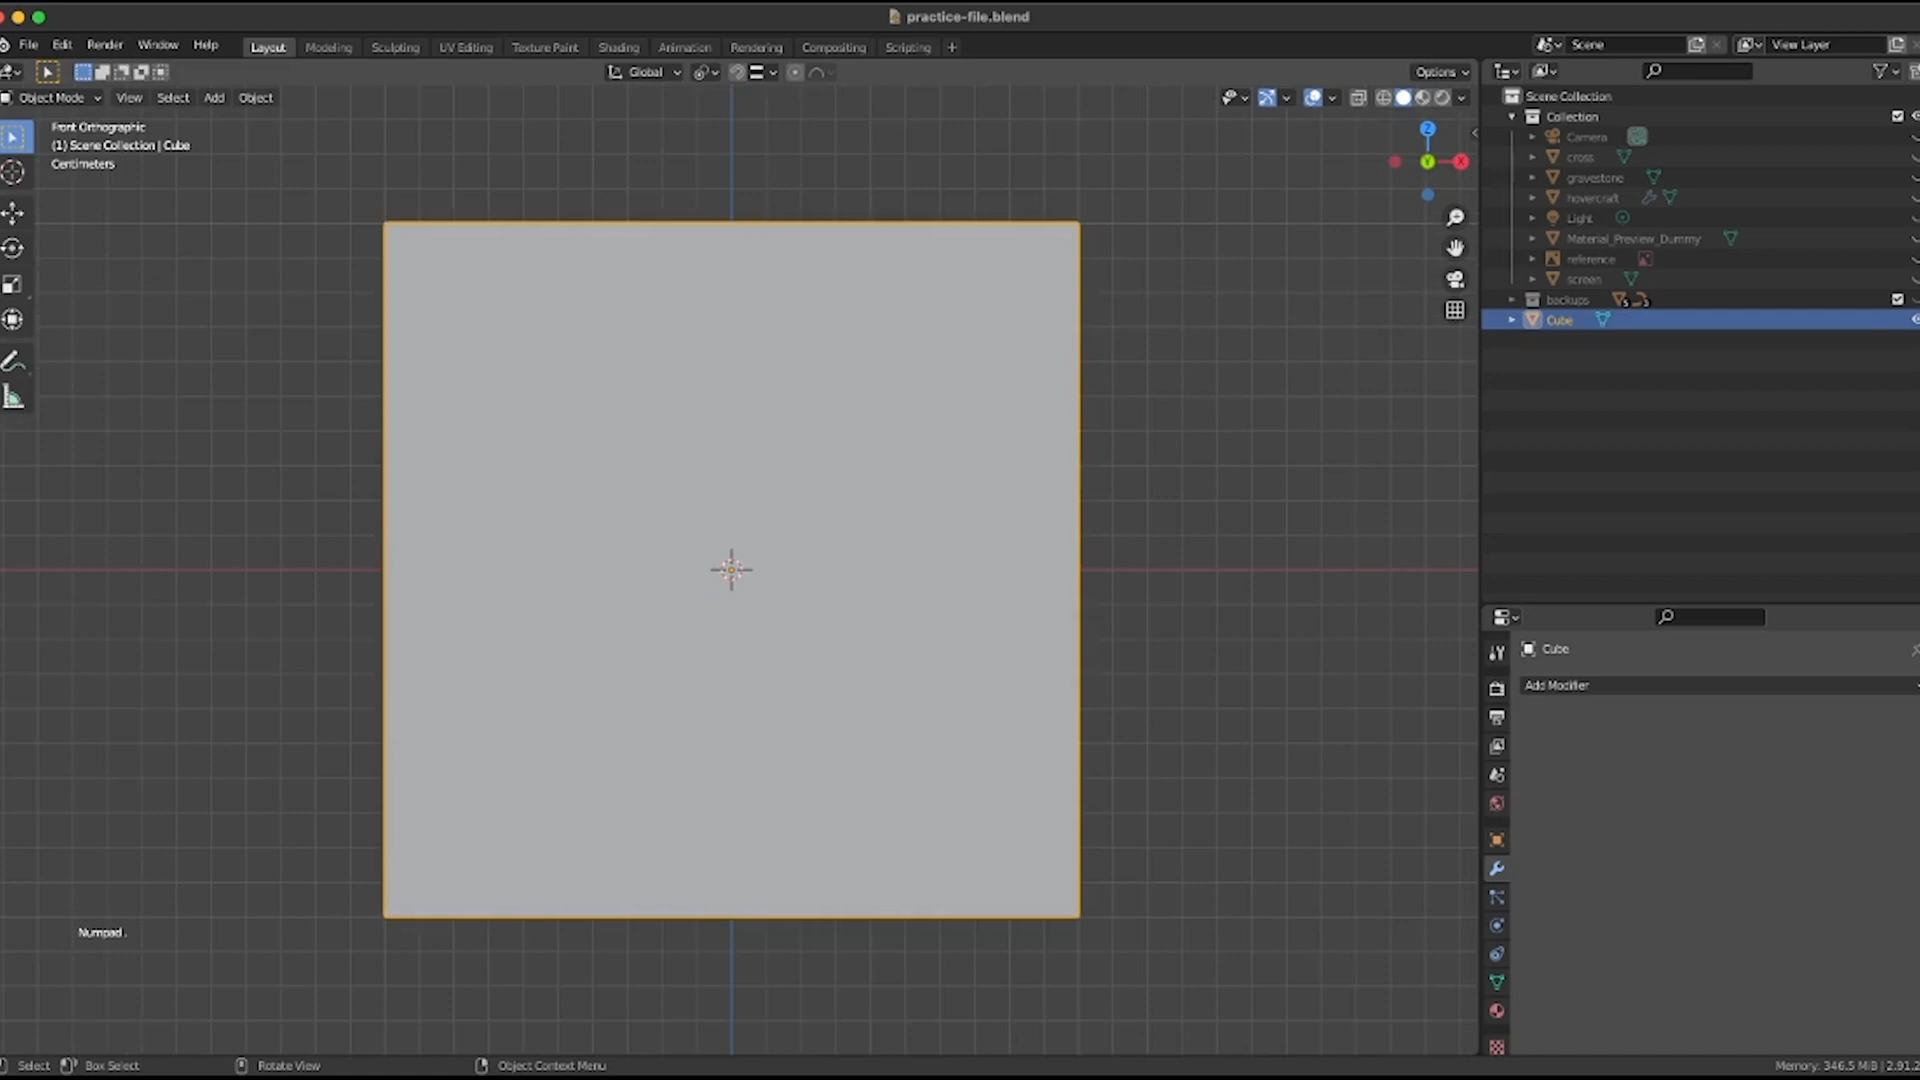 practice-file.blend
File Edit Render Window Help Layout Modeling Sculpting UV Editing Texture Paint Shading Animation Rendering Compositing Scripting + Scene View Layer
Global Options
Object Mode View Select Add Object
Front Orthographic
(1) Scene Collection | Cube
Centimeters
Z
Y
X
Scene Collection
Collection
Camera
cross
gravestone
hovercraft
Light
Material_Preview_Dummy
reference
screen
backups
Cube
Cube
Add Modifier
Numpad .
Select Box Select Rotate View Object Context Menu Memory: 346.5 MiB | 2.91.2